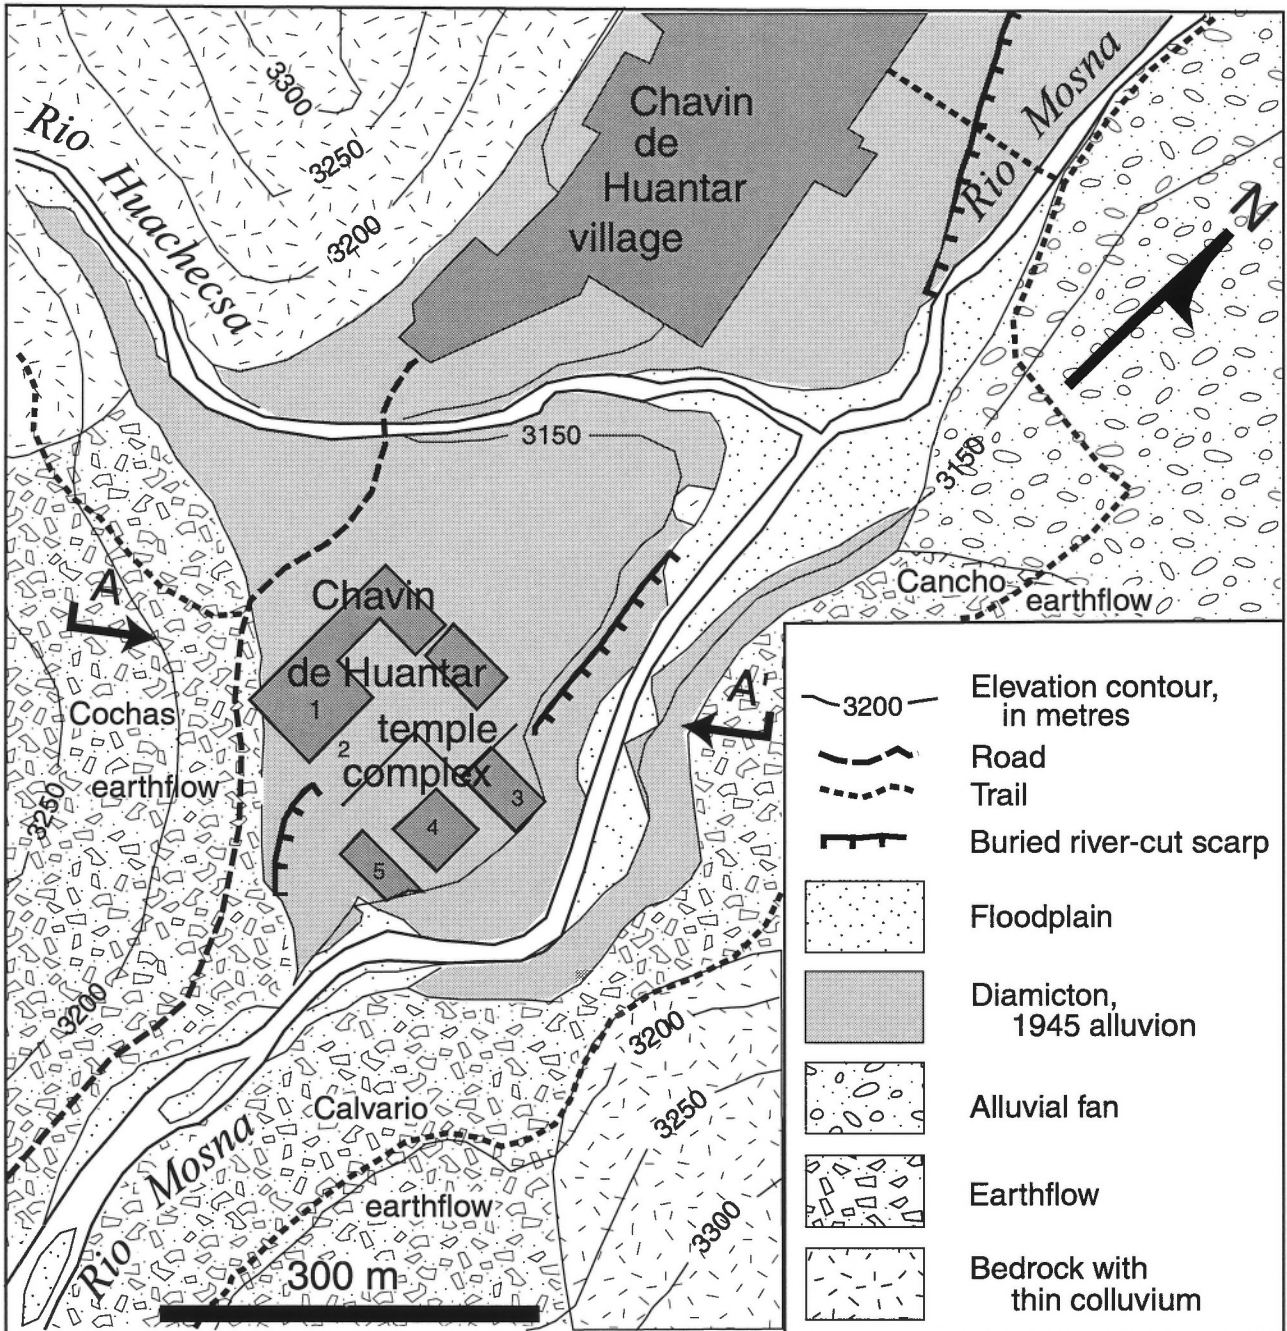 3300
3250
3200
Rio
Huachecsa
Chavin
de
Huantar
village
Rio
Mosna
N
3150
3150
Cancho
earthflow
A
A'
Chavin
de Huantar
temple
complex
1
2
3
4
5
Cochas
earthflow
3250
3200
Calvario
earthflow
3200
3250
3300
Rio
Mosna
300 m
3200
Elevation contour,
in metres
Road
Trail
Buried river-cut scarp
Floodplain
Diamicton,
1945 alluvion
Alluvial fan
Earthflow
Bedrock with
thin colluvium